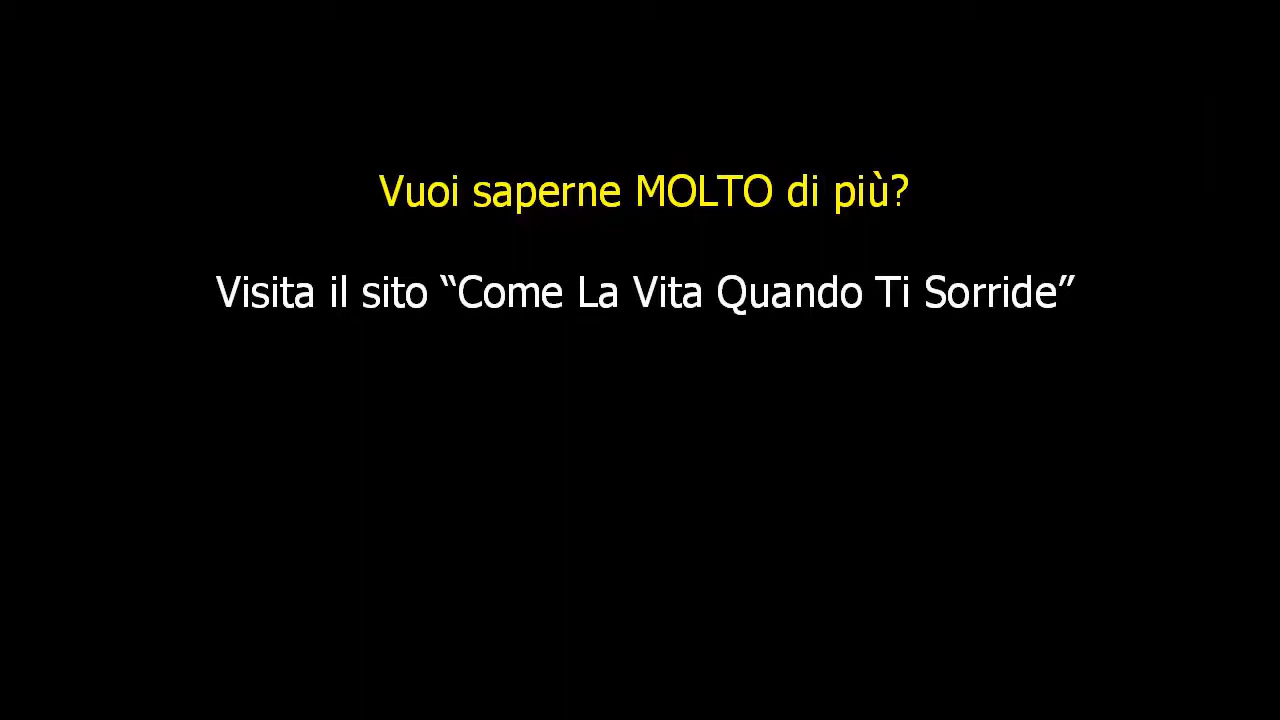 Vuoi saperne MOLTO di più?
Visita il sito “Come La Vita Quando Ti Sorride”